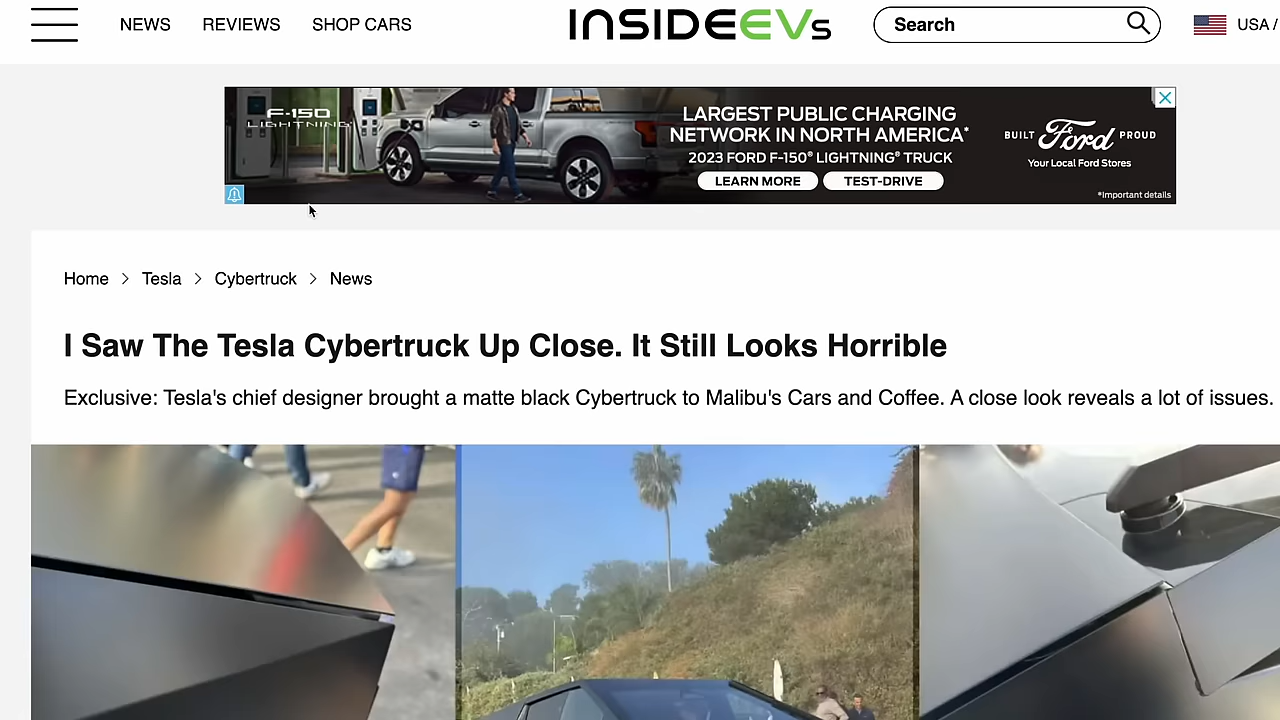 NEWS
REVIEWS
SHOP CARS
INSIDEEVs
Search
USA /
F-150
LIGHTNING
LARGEST PUBLIC CHARGING
NETWORK IN NORTH AMERICA*
2023 FORD F-150® LIGHTNING® TRUCK
LEARN MORE
TEST-DRIVE
BUILT Ford PROUD
Your Local Ford Stores
*Important details
Home > Tesla > Cybertruck > News
I Saw The Tesla Cybertruck Up Close. It Still Looks Horrible
Exclusive: Tesla's chief designer brought a matte black Cybertruck to Malibu's Cars and Coffee. A close look reveals a lot of issues.